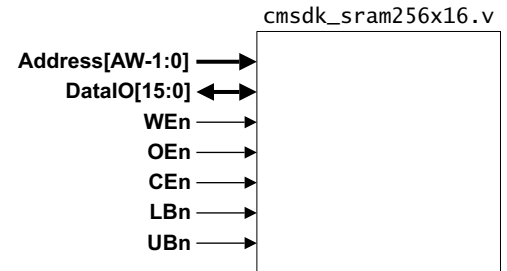 cmsdk_sram256x16.v
Address[AW-1:0]
DataIO[15:0]
WEn
OEn
CEn
LBn
UBn